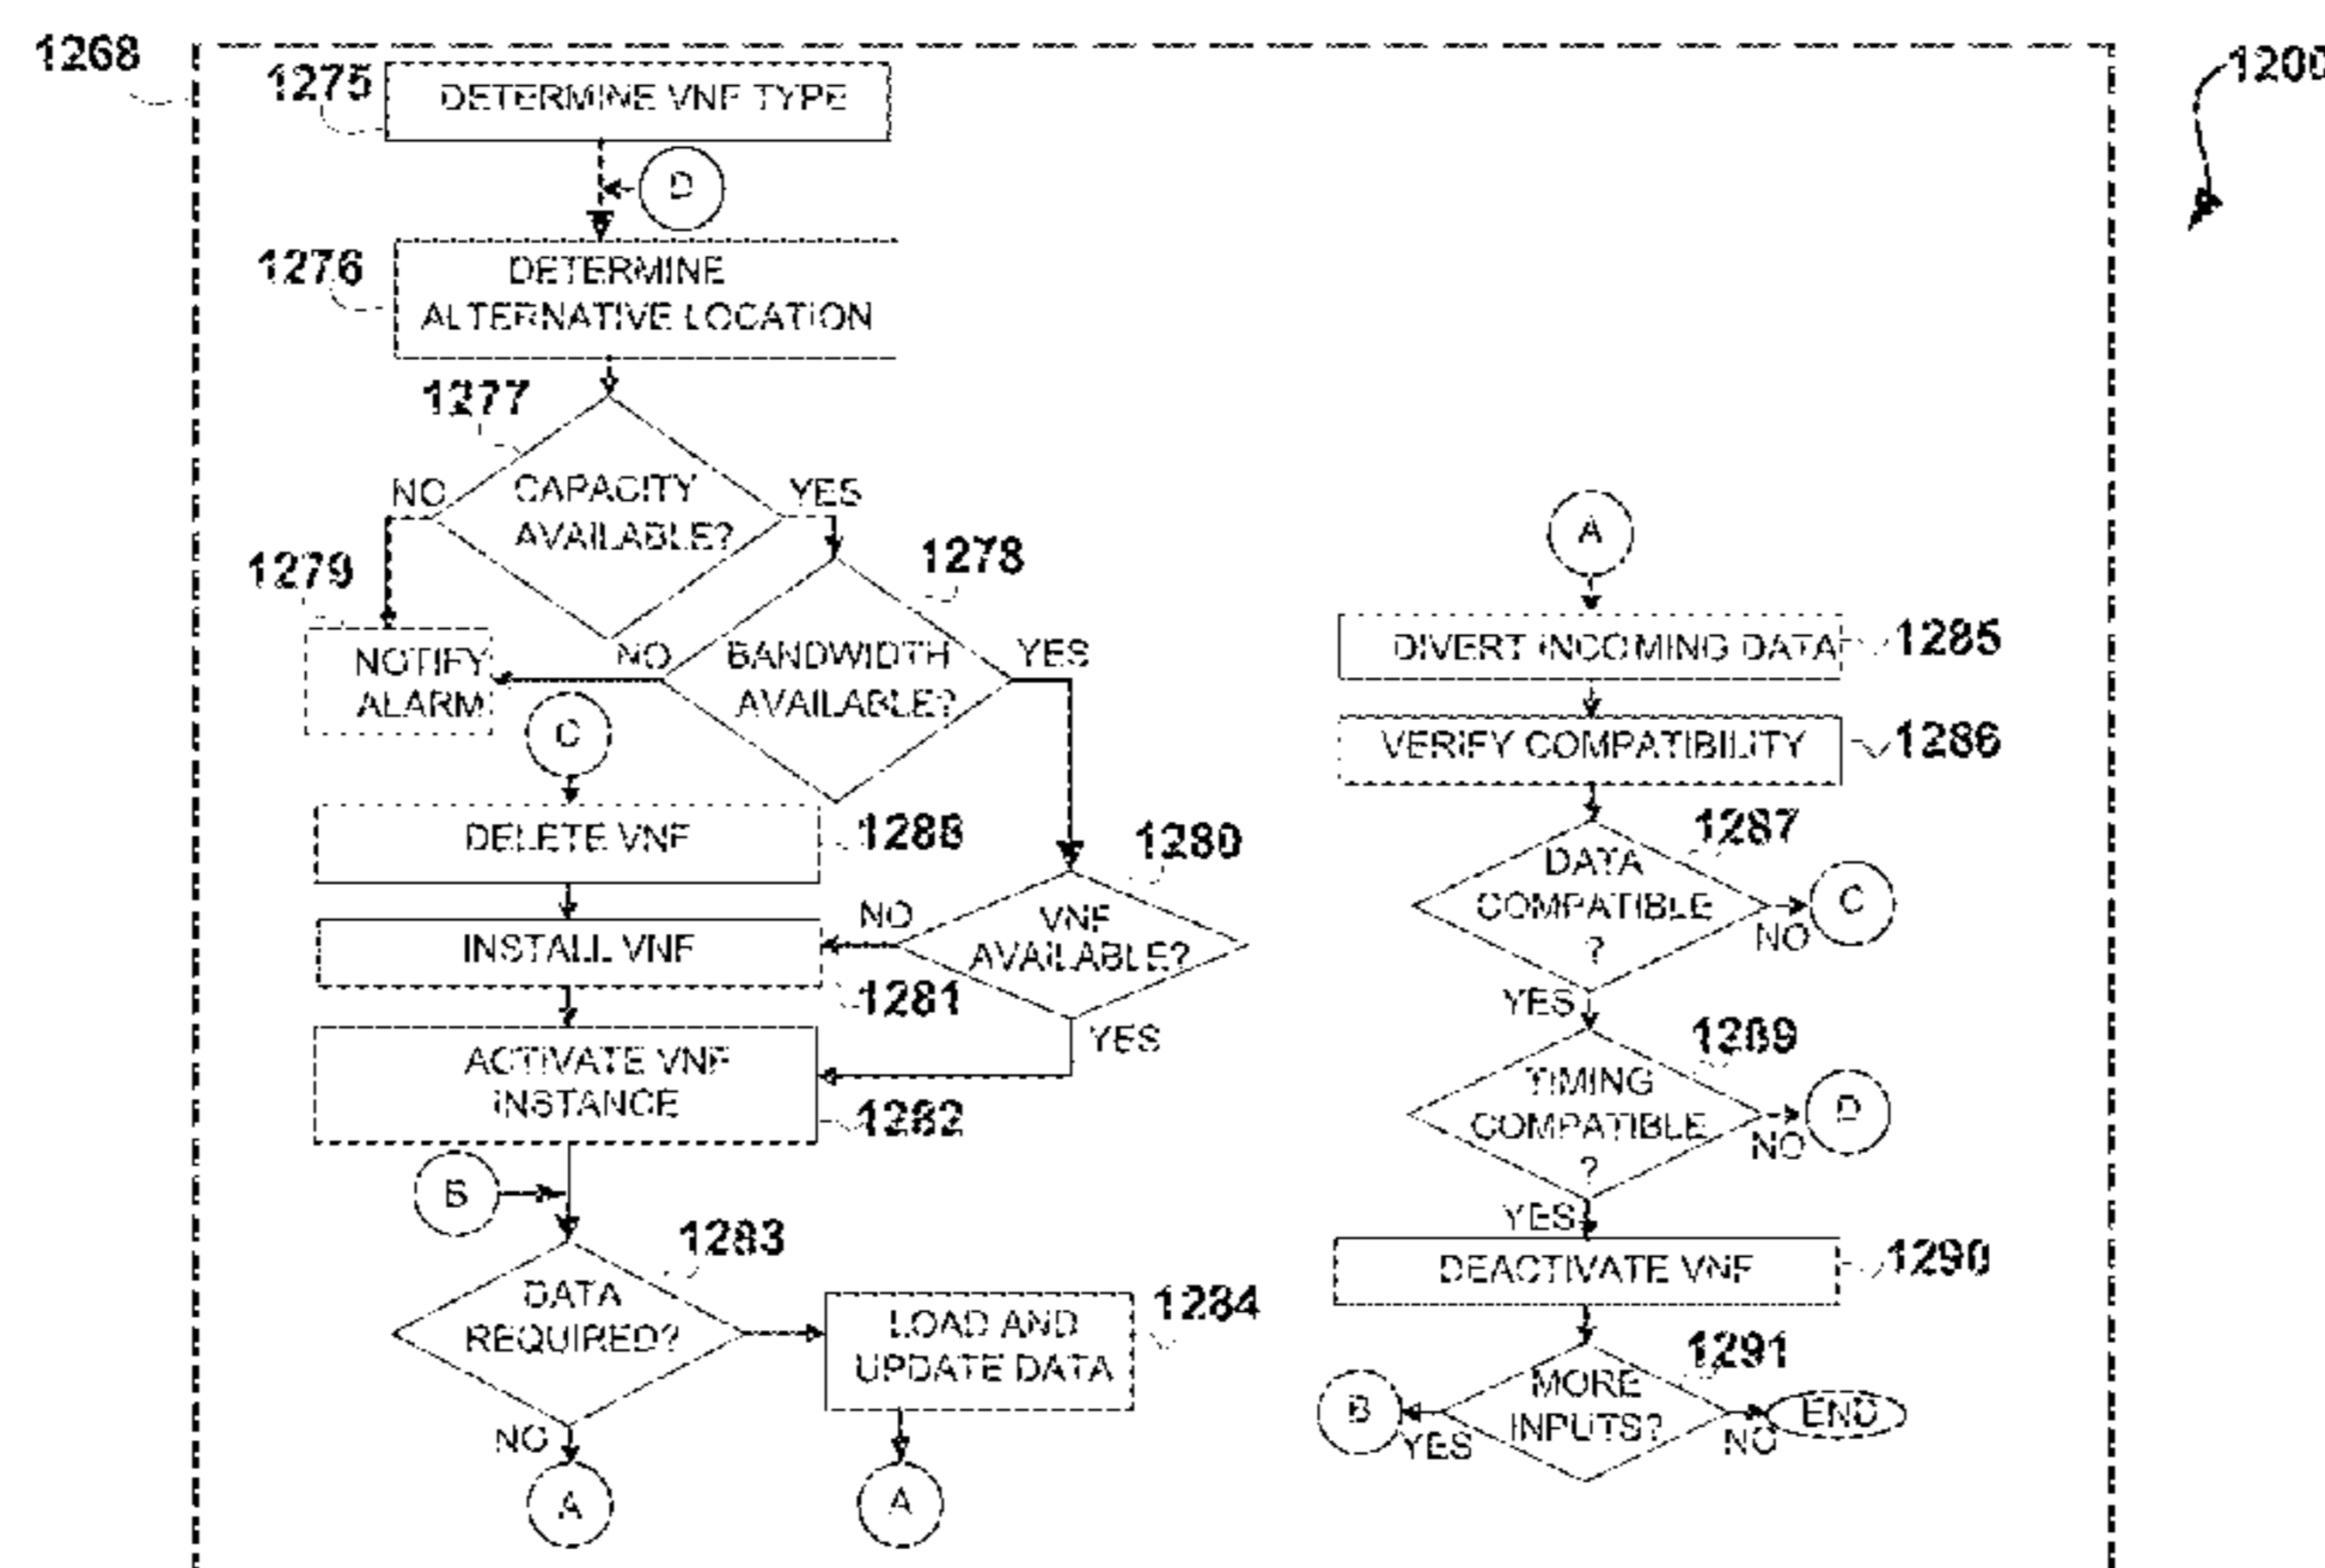 1268
1200
1275
DETERMINE VNF TYPE
D
1276
DETERMINE
ALTERNATIVE LOCATION
1277
NO
CAPACITY
AVAILABLE?
YES
1278
1279
NOTIFY
ALARM
NO
BANDWIDTH
AVAILABLE?
YES
C
DELETE VNF
1288
1280
INSTALL VNF
NO
VNF
AVAILABLE?
1281
YES
ACTIVATE VNF
INSTANCE
1282
B
1283
DATA
REQUIRED?
1284
LOAD AND
UPDATE DATA
NO
A
A
A
DIVERT INCOMING DATA
1285
VERIFY COMPATIBILITY
1286
1287
DATA
COMPATIBLE
?
NO
C
YES
1289
TIMING
COMPATIBLE
?
NO
D
YES
DEACTIVATE VNF
1290
1291
MORE
INPUTS?
B
YES
NO
END